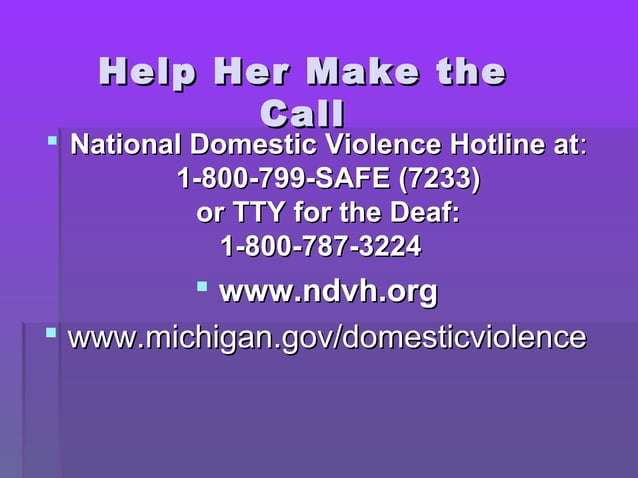 Help Her Make the
Call
National Domestic Violence Hotline at:
1-800-799-SAFE (7233)
or TTY for the Deaf:
1-800-787-3224
www.ndvh.org
www.michigan.gov/domesticviolence